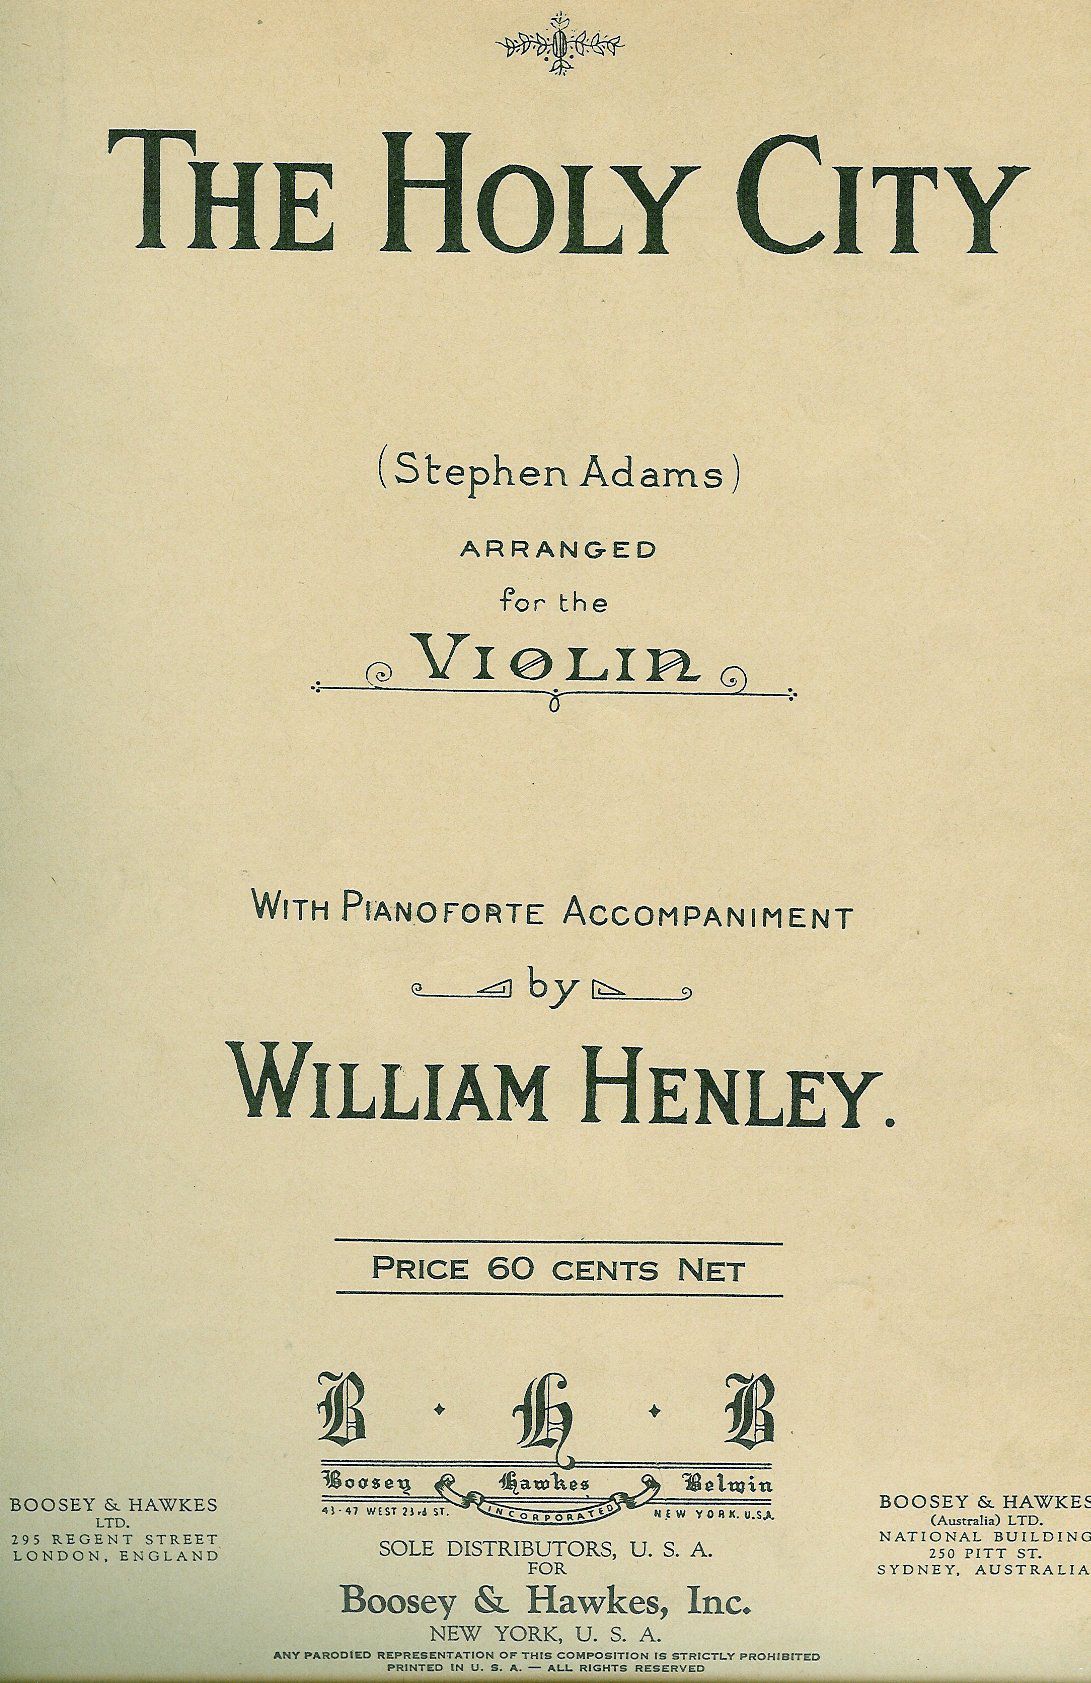 THE HOLY CITY
(Stephen Adams)
ARRANGED
for the
VIOLIN
WITH PIANOFORTE ACCOMPANIMENT
by
WILLIAM HENLEY.
PRICE 60 CENTS NET
B · H · B
Boosey Hawkes Belwin
43-47 WEST 23rd ST. INCORPORATED NEW YORK. U.S.A.
BOOSEY & HAWKES
LTD.
295 REGENT STREET
LONDON, ENGLAND
SOLE DISTRIBUTORS, U. S. A.
FOR
Boosey & Hawkes, Inc.
NEW YORK, U. S. A.
ANY PARODIED REPRESENTATION OF THIS COMPOSITION IS STRICTLY PROHIBITED
PRINTED IN U. S. A. — ALL RIGHTS RESERVED
BOOSEY & HAWKES
(Australia) LTD.
NATIONAL BUILDING
250 PITT ST.
SYDNEY, AUSTRALIA